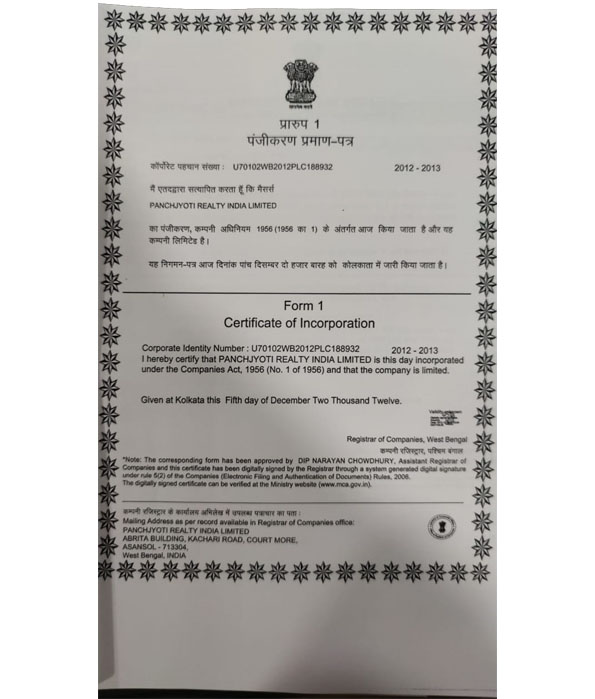 प्रारुप 1
पंजीकरण प्रमाण-पत्र
कॉर्पोरेट पहचान संख्या : U70102WB2012PLC188932 2012 - 2013
मैं एतदद्वारा सत्यापित करता हूँ कि मैसर्स
PANCHJYOTI REALTY INDIA LIMITED
का पंजीकरण, कम्पनी अधिनियम 1956 (1956 का 1) के अंतर्गत आज किया जाता है और यह
कम्पनी लिमिटेड है।
यह निगमन-पत्र आज दिनांक पांच दिसम्बर दो हजार बारह को कोलकाता में जारी किया जाता है।
Form 1
Certificate of Incorporation
Corporate Identity Number : U70102WB2012PLC188932 2012 - 2013
I hereby certify that PANCHJYOTI REALTY INDIA LIMITED is this day incorporated
under the Companies Act, 1956 (No. 1 of 1956) and that the company is limited.
Given at Kolkata this Fifth day of December Two Thousand Twelve.
Registrar of Companies, West Bengal
कम्पनी रजिस्ट्रार, पश्चिम बंगाल
*Note: The corresponding form has been approved by DIP NARAYAN CHOWDHURY, Assistant Registrar of
Companies and this certificate has been digitally signed by the Registrar through a system generated digital signature
under rule 5(2) of the Companies (Electronic Filing and Authentication of Documents) Rules, 2006.
The digitally signed certificate can be verified at the Ministry website (www.mca.gov.in).
कम्पनी रजिस्ट्रार के कार्यालय अभिलेख में उपलब्ध पत्राचार का पता :
Mailing Address as per record available in Registrar of Companies office:
PANCHJYOTI REALTY INDIA LIMITED
ABRITA BUILDING, KACHARI ROAD, COURT MORE,
ASANSOL - 713304,
West Bengal, INDIA